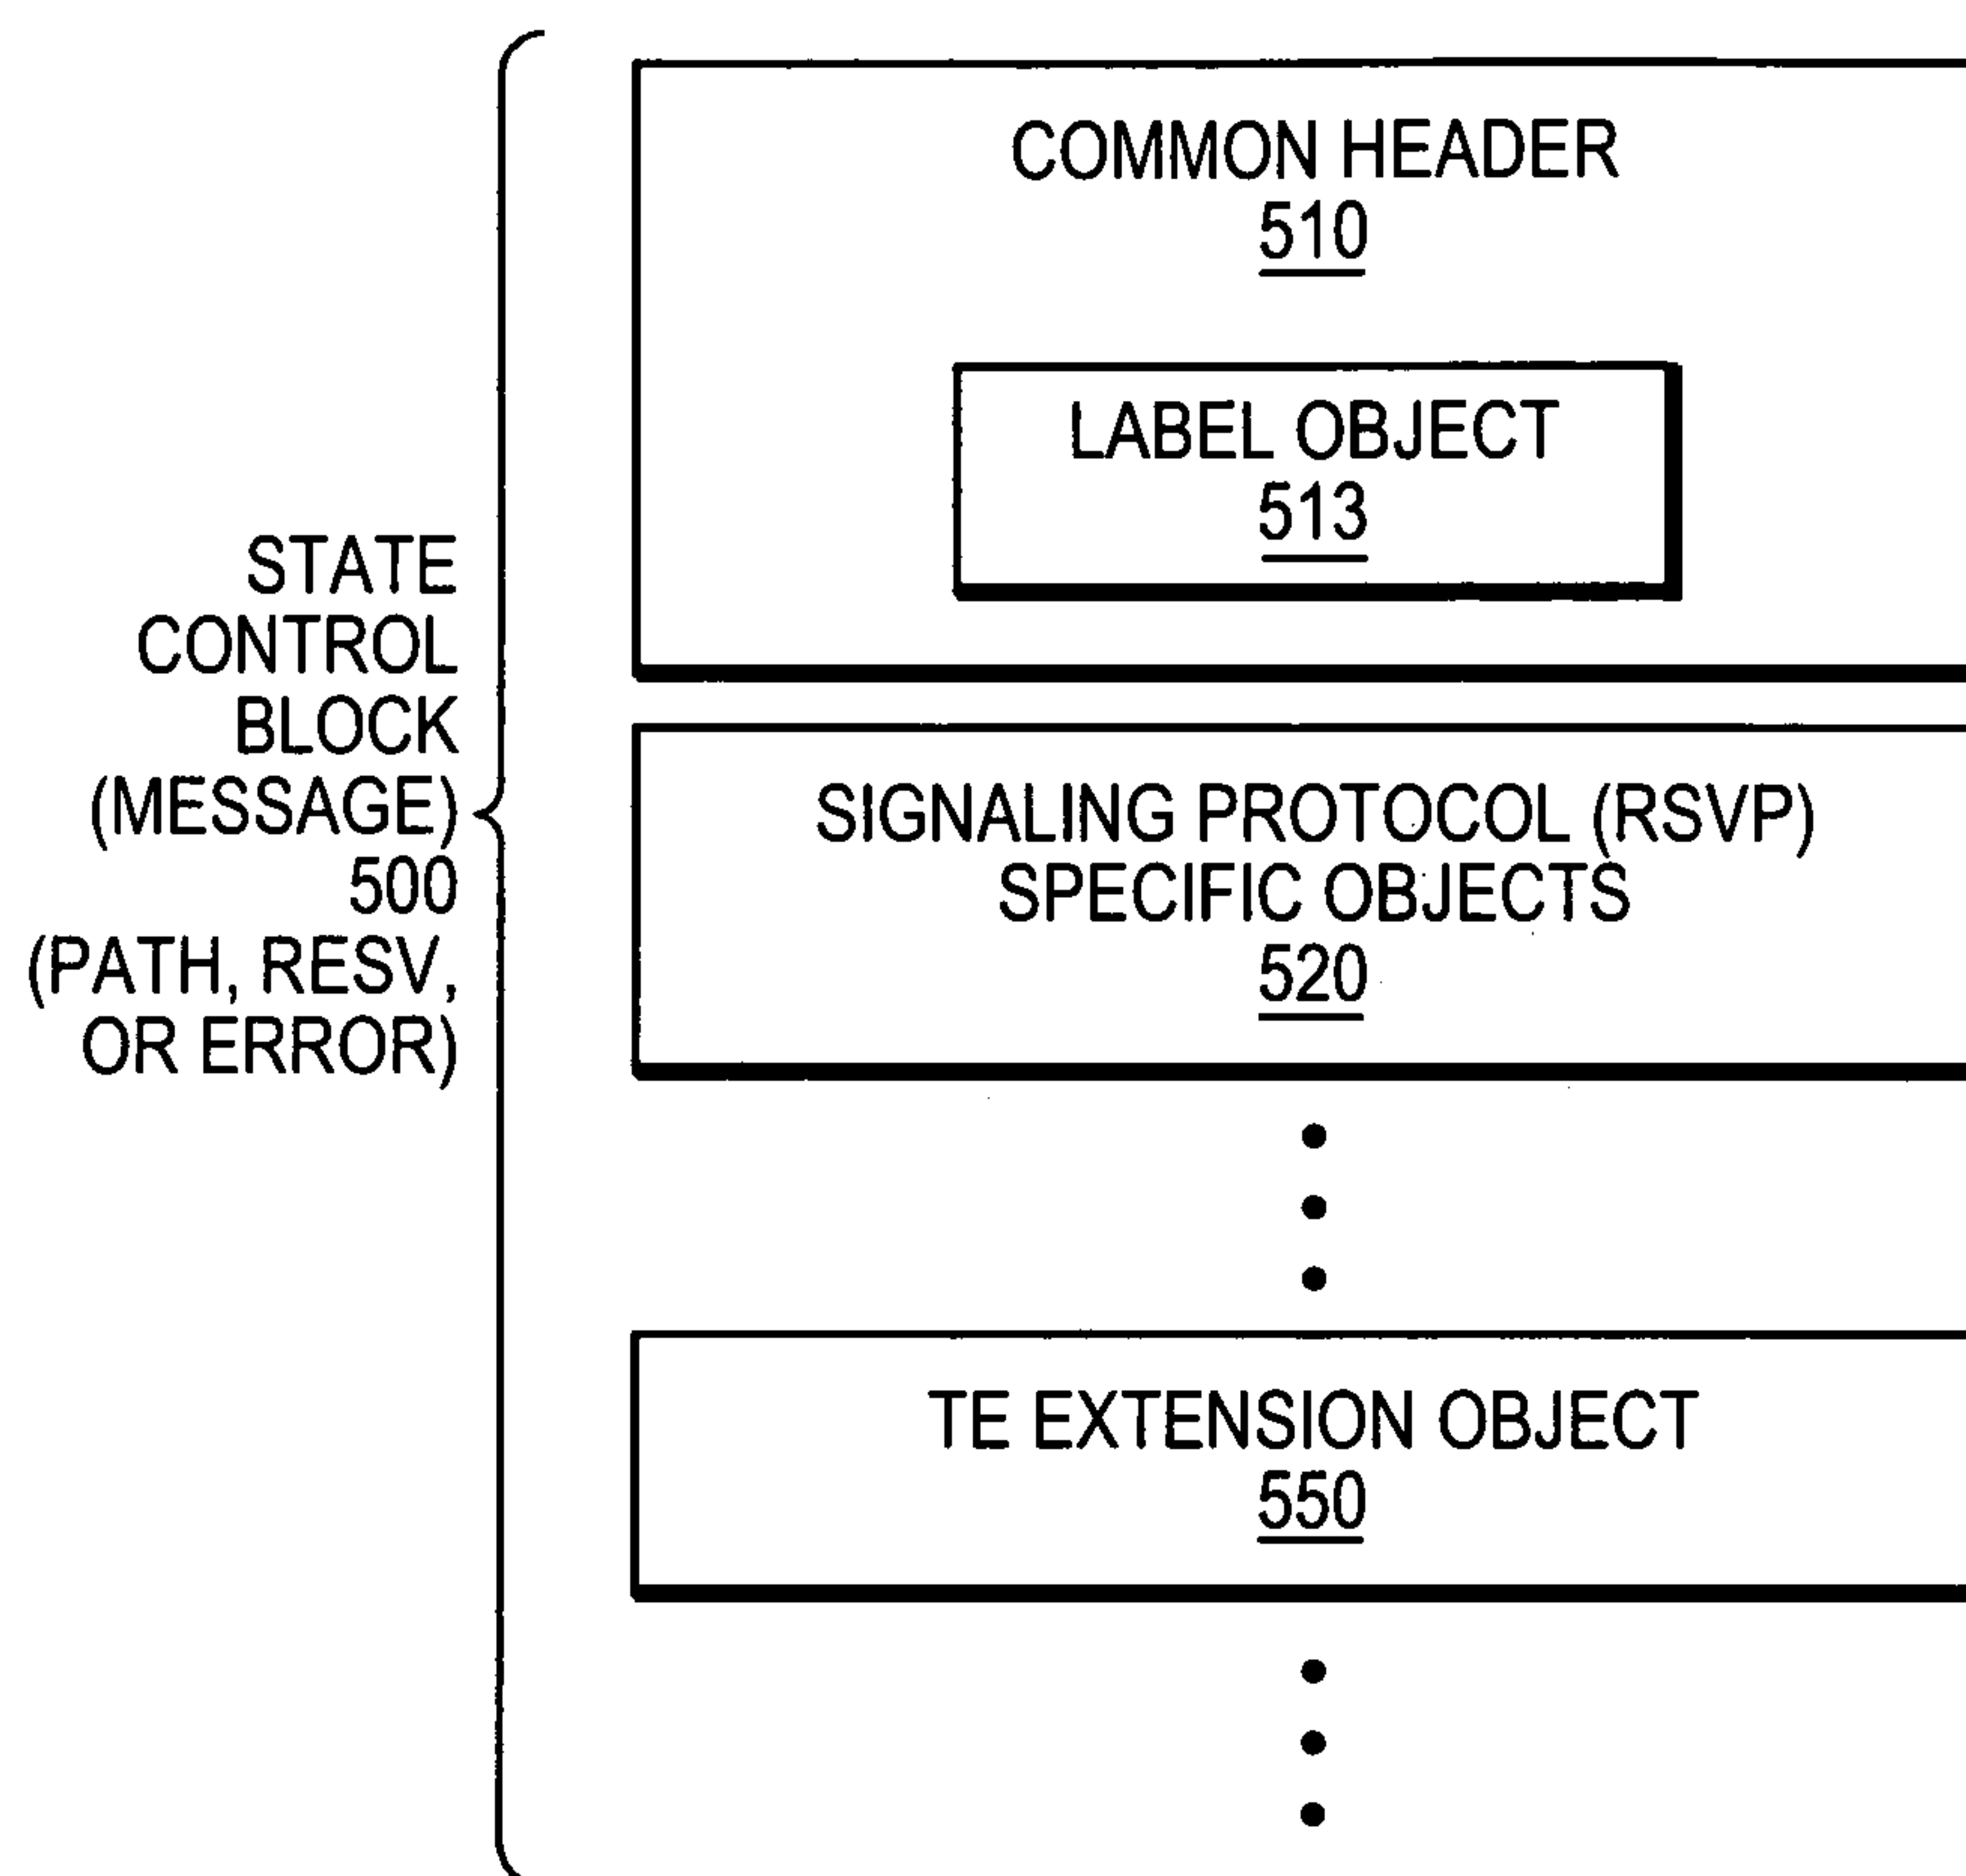 STATE
CONTROL
BLOCK
(MESSAGE)
500
(PATH, RESV,
OR ERROR)
COMMON HEADER
510
LABEL OBJECT
513
SIGNALING PROTOCOL (RSVP)
SPECIFIC OBJECTS
520
TE EXTENSION OBJECT
550